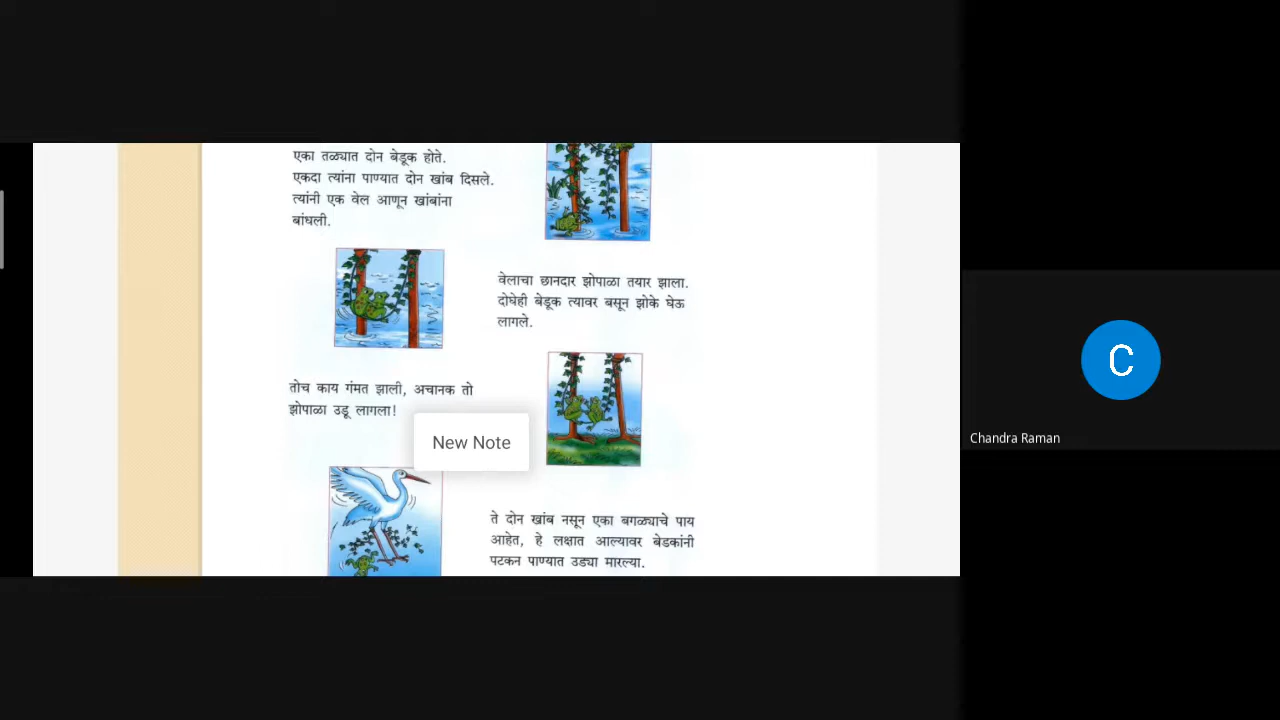 एका तळ्यात दोन बेडूक होते.
एकदा त्यांना पाण्यात दोन खांब दिसले.
त्यांनी एक वेल आणून खांबांना
बांधली.
वेलाचा छानदार झोपाळा तयार झाला.
दोघेही बेडूक त्यावर बसून झोके घेऊ
लागले.
तोच काय गंमत झाली, अचानक तो
झोपाळा उडू लागला!
New Note
ते दोन खांब नसून एका बगळ्याचे पाय
आहेत, हे लक्षात आल्यावर बेडकांनी
पटकन पाण्यात उड्या मारल्या.
C
Chandra Raman